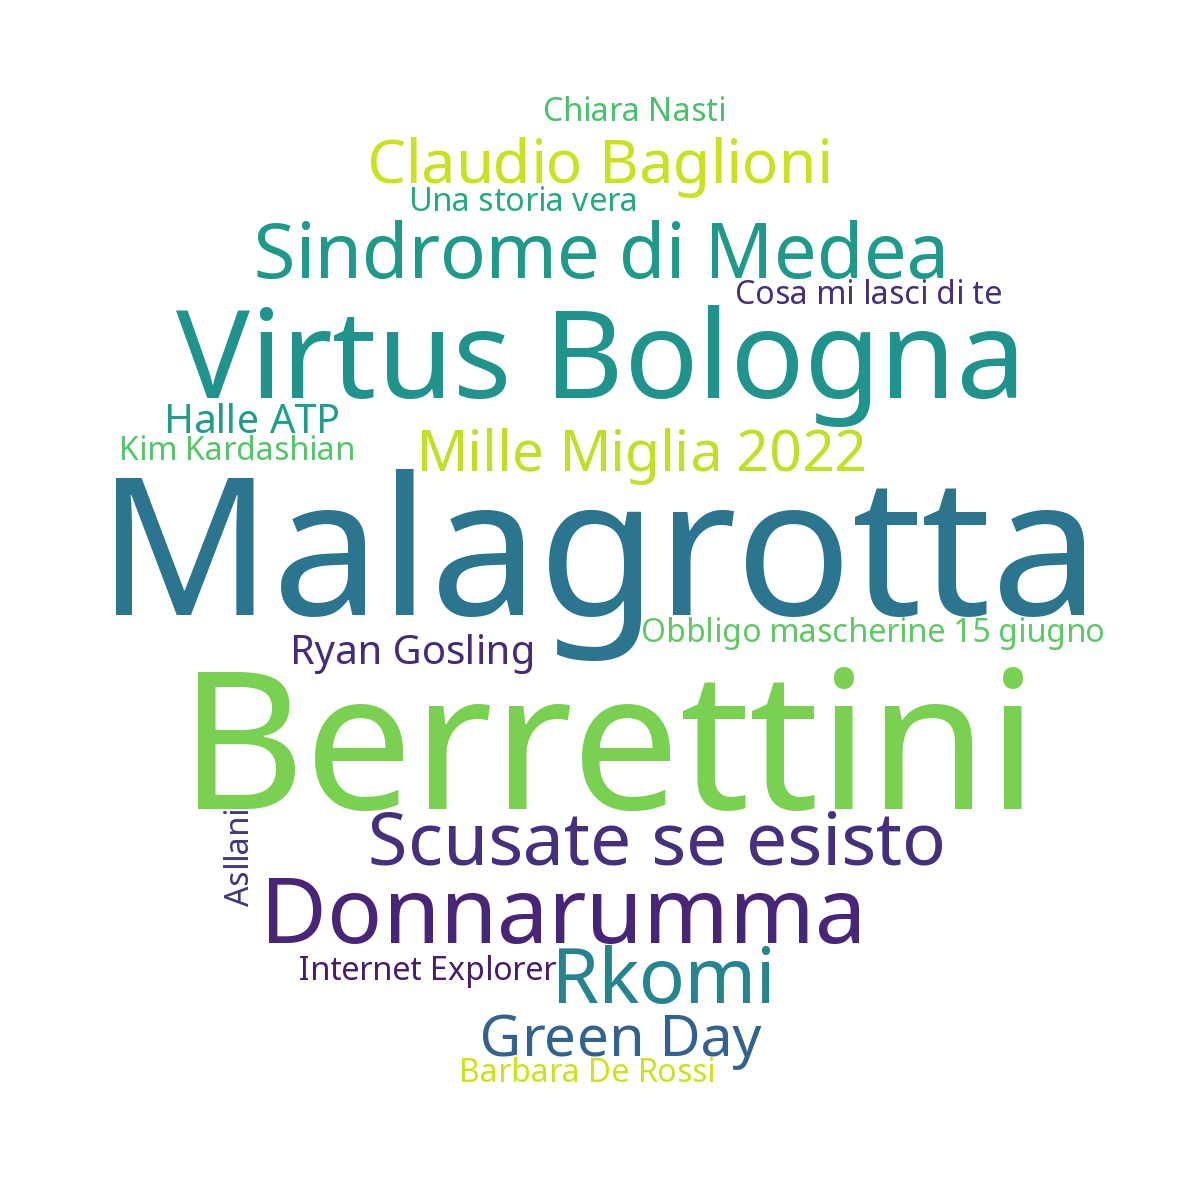 Chiara Nasti
Claudio Baglioni
Una storia vera
Sindrome di Medea
Cosa mi lasci di te
Virtus Bologna
Halle ATP
Kim Kardashian
Mille Miglia 2022
Malagrotta
Obbligo mascherine 15 giugno
Ryan Gosling
Berrettini
Asllani
Scusate se esisto
Donnarumma
Internet Explorer
Rkomi
Green Day
Barbara De Rossi